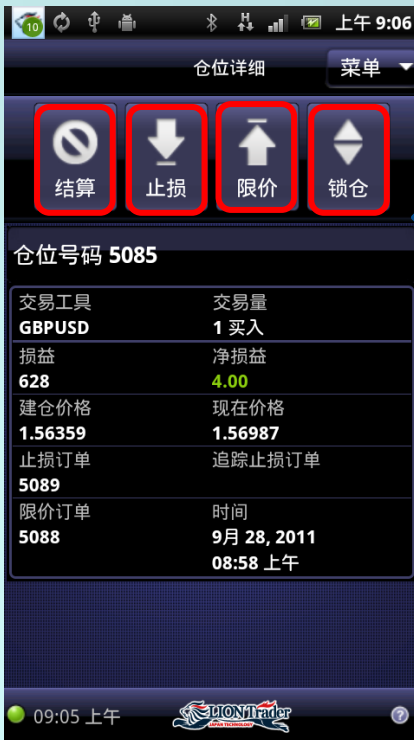 10 上午 9:06
仓位详细 菜单
结算 止损 限价 锁仓
仓位号码 5085
交易工具 交易量
GBPUSD 1 买入
损益 净损益
628 4.00
建仓价格 现在价格
1.56359 1.56987
止损订单 追踪止损订单
5089
限价订单 时间
5088 9月 28, 2011
08:58 上午
09:05 上午 LION Trader ?
JAPAN TECHNOLOGY